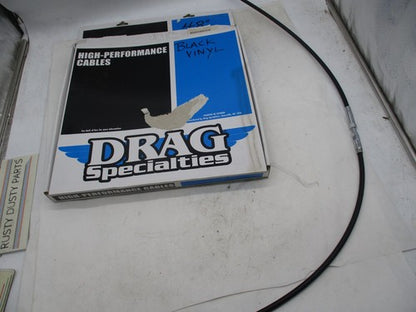 HIGH-PERFORMANCE
CABLES
BLACK
VINYL
DRAG
Specialties
HIGH-PERFORMANCE CABLES
RUSTY DUSTY PARTS